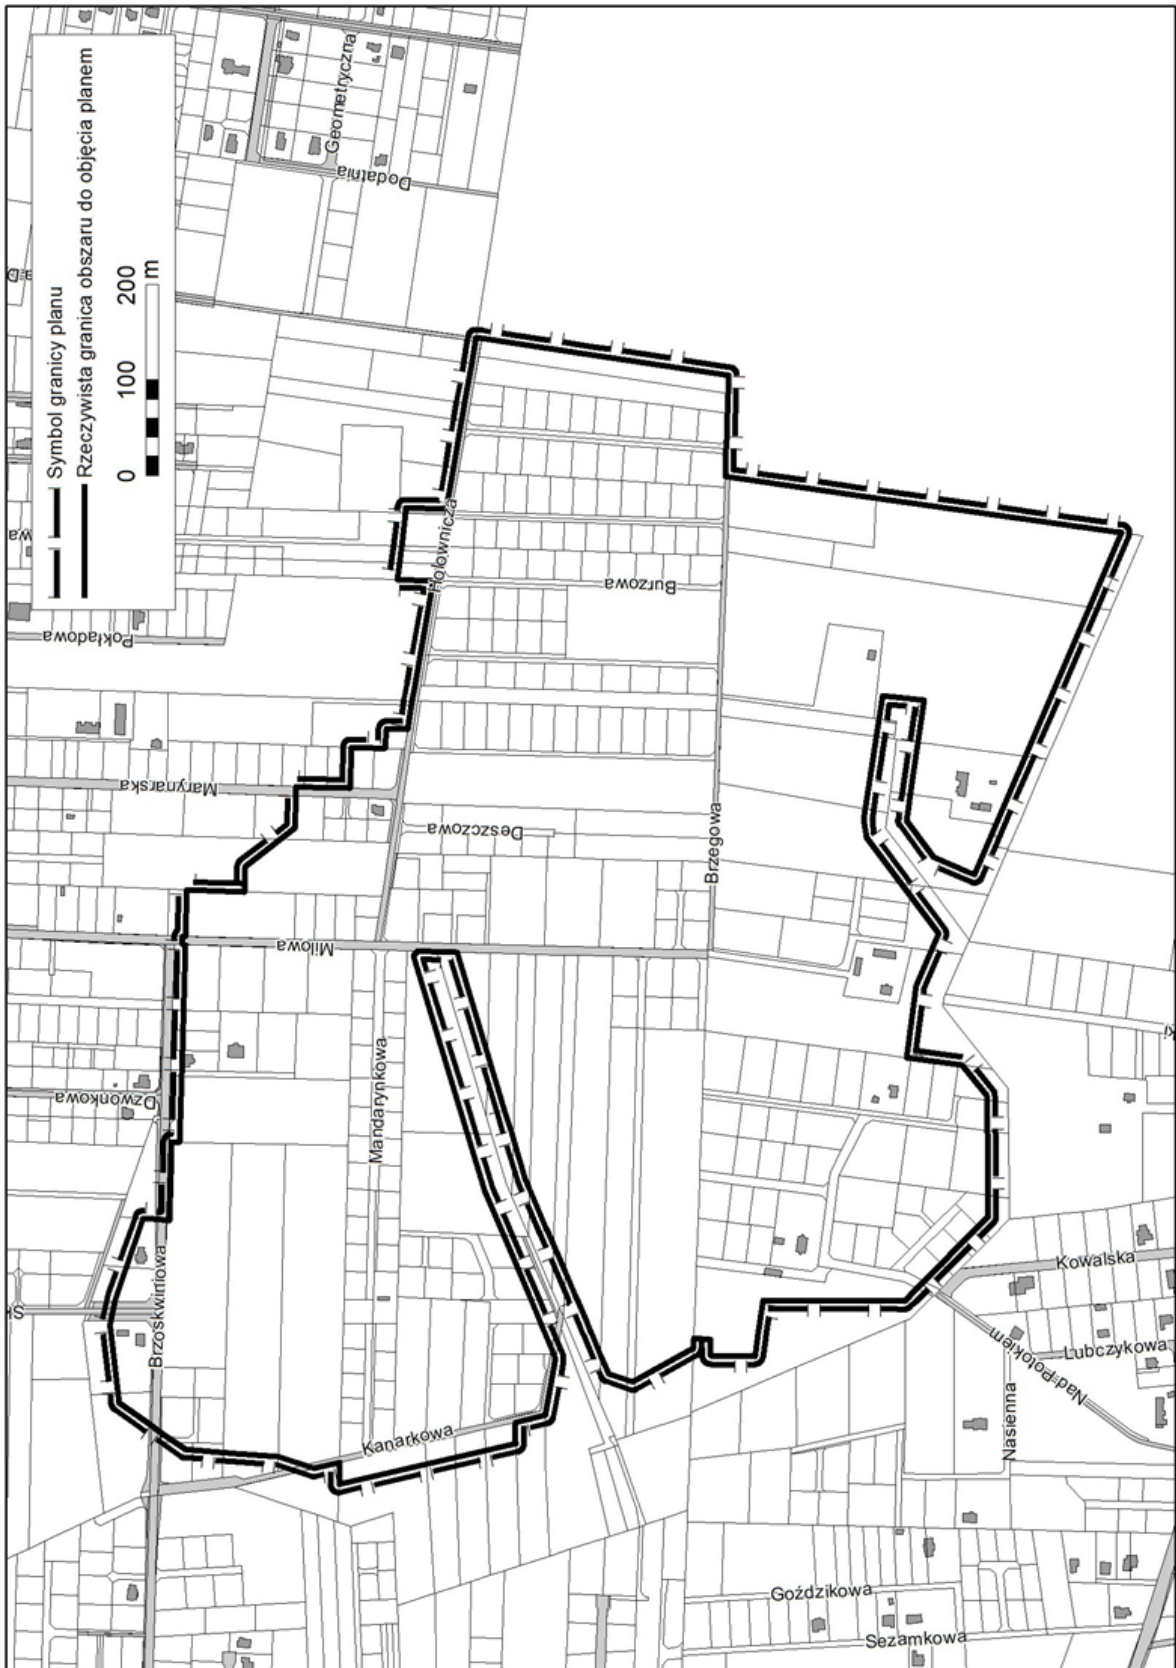 Symbol granicy planu
Rzeczywista granica obszaru do objęcia planem
0 100 200
m
Geometryczna
Dodatnia
Pokładowa
Hołownicza
Burzowa
Marynarska
Deszczowa
Brzegowa
Milowa
Mandarynkowa
Dzwonkowa
Brzoskwiniowa
Kanarkowa
Kowalska
Lubczykowa
Nad Potokiem
Nasienna
Goździkowa
Sezamkowa